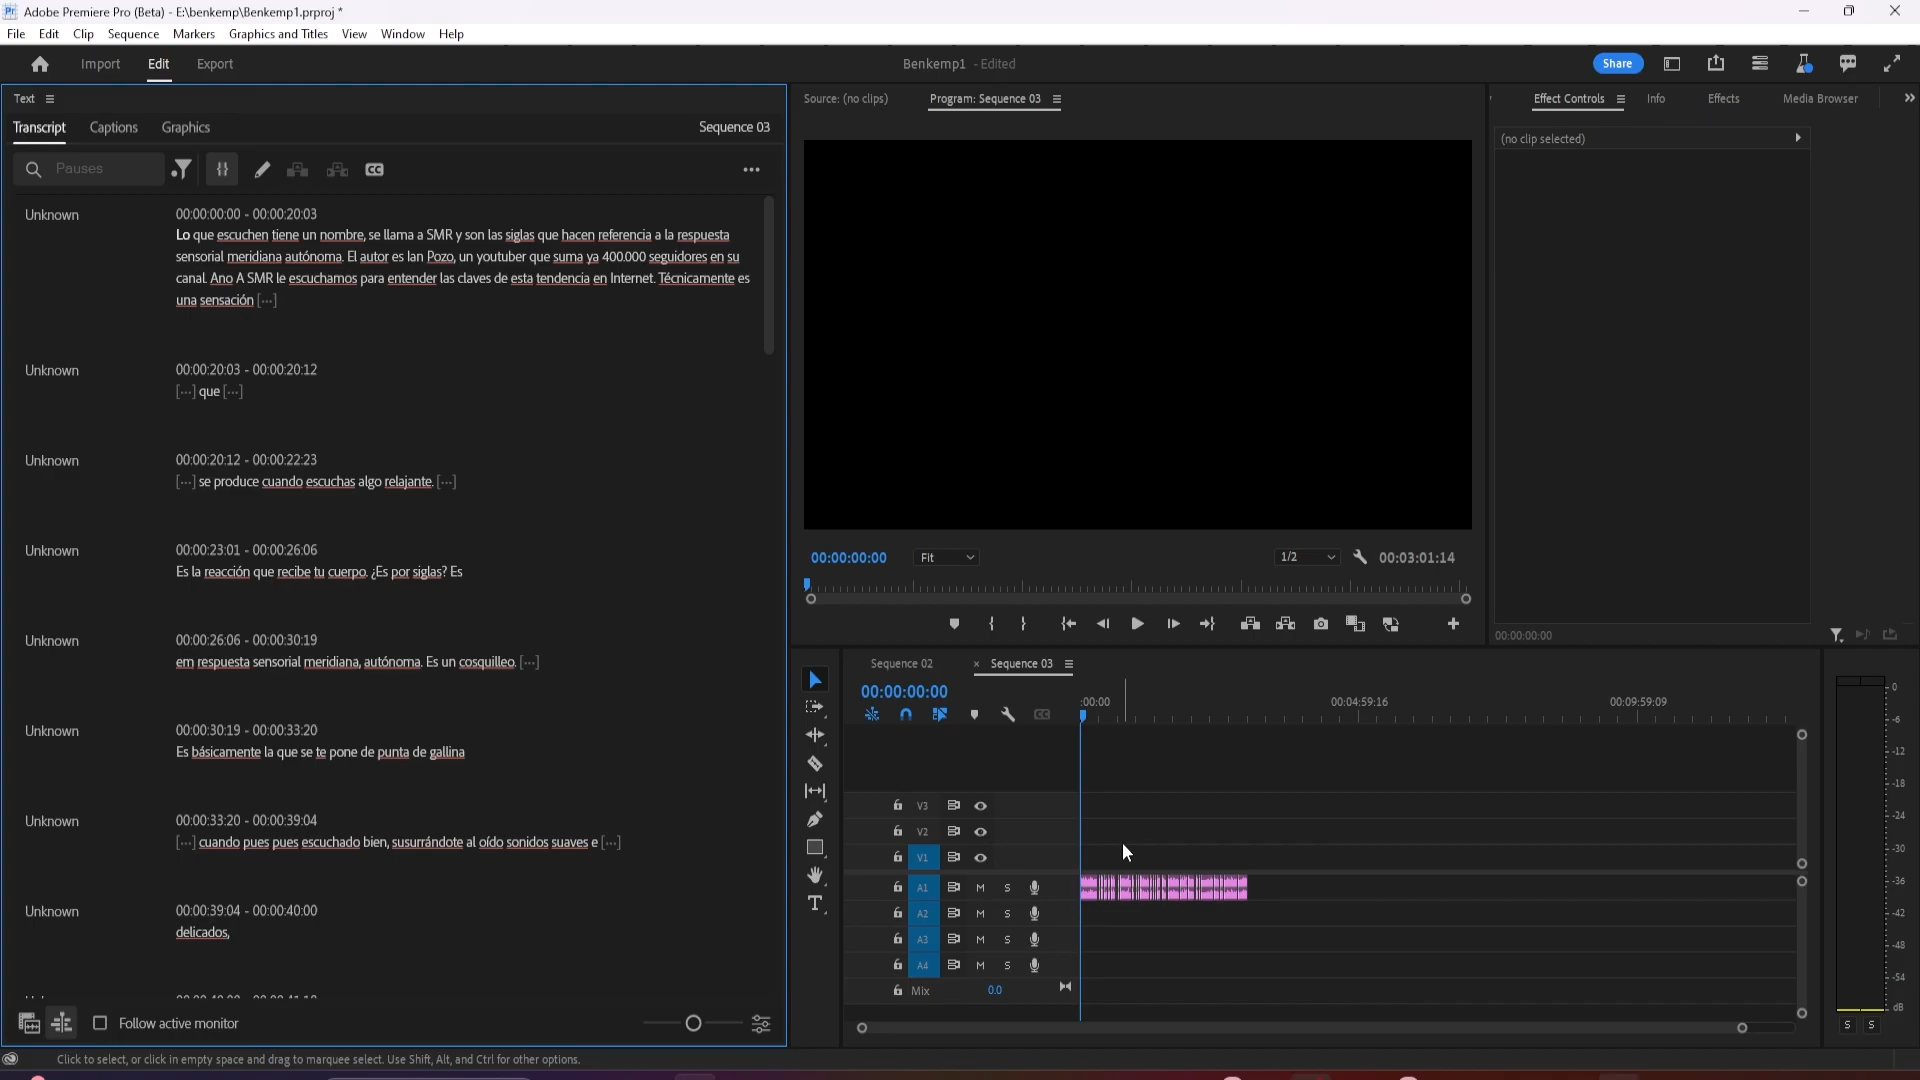 Adobe Premiere Pro (Beta) - E:\benkemp\Benkemp1.prproj *
File Edit Clip Sequence Markers Graphics and Titles View Window Help
Import Edit Export
Benkemp1 - Edited
Share
Text
Transcript Captions Graphics
Sequence 03
Pauses
Unknown
00:00:00:00 - 00:00:20:03
Lo que escuchen tiene un nombre, se llama a SMR y son las siglas que hacen referencia a la respuesta
sensorial meridiana autónoma. El autor es Ian Pozo, un youtuber que suma ya 400.000 seguidores en su
canal. Ano A SMR le escuchamos para entender las claves de esta tendencia en Internet. Técnicamente es
una sensación [...]
Unknown
00:00:20:03 - 00:00:20:12
[...] que [...]
Unknown
00:00:20:12 - 00:00:22:23
[...] se produce cuando escuchas algo relajante. [...]
Unknown
00:00:23:01 - 00:00:26:06
Es la reacción que recibe tu cuerpo. ¿Es por siglas? Es
Unknown
00:00:26:06 - 00:00:30:19
em respuesta sensorial meridiana, autónoma. Es un cosquilleo. [...]
Unknown
00:00:30:19 - 00:00:33:20
Es básicamente la que se te pone de punta de gallina
Unknown
00:00:33:20 - 00:00:39:04
[...] cuando pues pues escuchado bien, susurrándote al oído sonidos suaves e [...]
Unknown
00:00:39:04 - 00:00:40:00
delicados,
Follow active monitor
Click to select, or click in empty space and drag to marquee select. Use Shift, Alt, and Ctrl for other options.
Source: (no clips)
Program: Sequence 03
00:00:00:00
Fit
1/2
00:03:01:14
Effect Controls Info Effects Media Browser
(no clip selected)
00:00:00:00
Sequence 02
× Sequence 03
00:00:00:00
:00:00 00:04:59:16 00:09:59:09
V3
V2
V1
A1 M S
A2 M S
A3 M S
A4 M S
Mix 0.0
0
-6
-12
-18
-24
-30
-36
-42
-48
-54
dB
S S